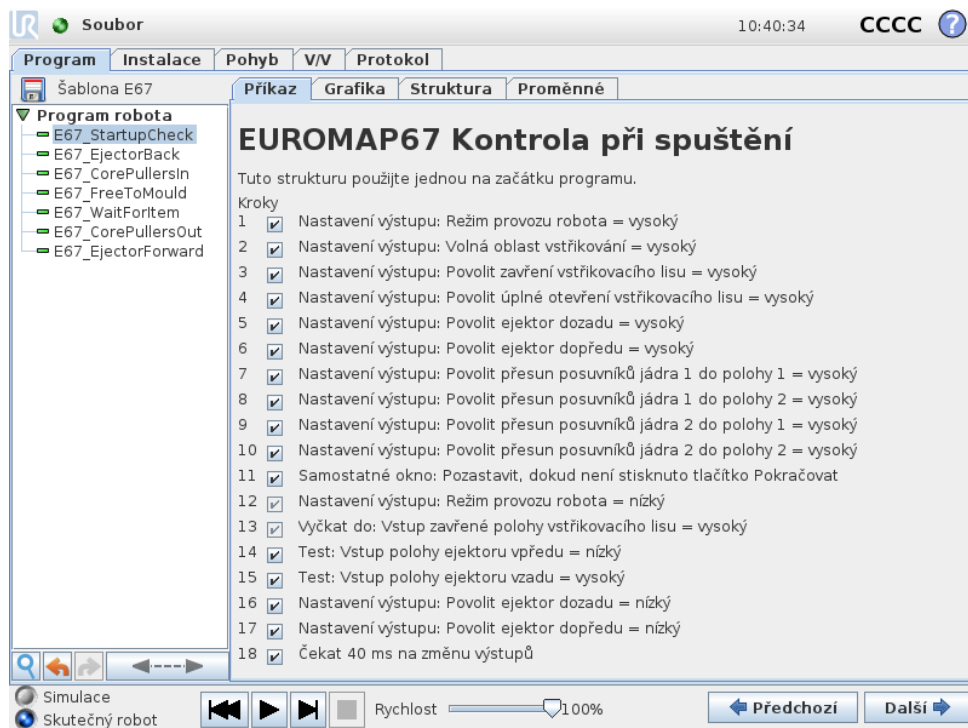 UR Soubor 10:40:34 CCCC ?
Program Instalace Pohyb V/V Protokol
Šablona E67
Příkaz Grafika Struktura Proměnné
Program robota
E67_StartupCheck
E67_EjectorBack
E67_CorePullersIn
E67_FreeToMould
E67_WaitForItem
E67_CorePullersOut
E67_EjectorForward
EUROMAP67 Kontrola při spuštění
Tuto strukturu použijte jednou na začátku programu.
Kroky
1 Nastavení výstupu: Režim provozu robota = vysoký
2 Nastavení výstupu: Volná oblast vstřikování = vysoký
3 Nastavení výstupu: Povolit zavření vstřikovacího lisu = vysoký
4 Nastavení výstupu: Povolit úplné otevření vstřikovacího lisu = vysoký
5 Nastavení výstupu: Povolit ejektor dozadu = vysoký
6 Nastavení výstupu: Povolit ejektor dopředu = vysoký
7 Nastavení výstupu: Povolit přesun posuvníků jádra 1 do polohy 1 = vysoký
8 Nastavení výstupu: Povolit přesun posuvníků jádra 1 do polohy 2 = vysoký
9 Nastavení výstupu: Povolit přesun posuvníků jádra 2 do polohy 1 = vysoký
10 Nastavení výstupu: Povolit přesun posuvníků jádra 2 do polohy 2 = vysoký
11 Samostatné okno: Pozastavit, dokud není stisknuto tlačítko Pokračovat
12 Nastavení výstupu: Režim provozu robota = nízký
13 Vyčkat do: Vstup zavřené polohy vstřikovacího lisu = vysoký
14 Test: Vstup polohy ejektoru vpředu = nízký
15 Test: Vstup polohy ejektoru vzadu = vysoký
16 Nastavení výstupu: Povolit ejektor dozadu = nízký
17 Nastavení výstupu: Povolit ejektor dopředu = nízký
18 Čekat 40 ms na změnu výstupů
Simulace
Skutečný robot
Rychlost 100%
Předchozí
Další